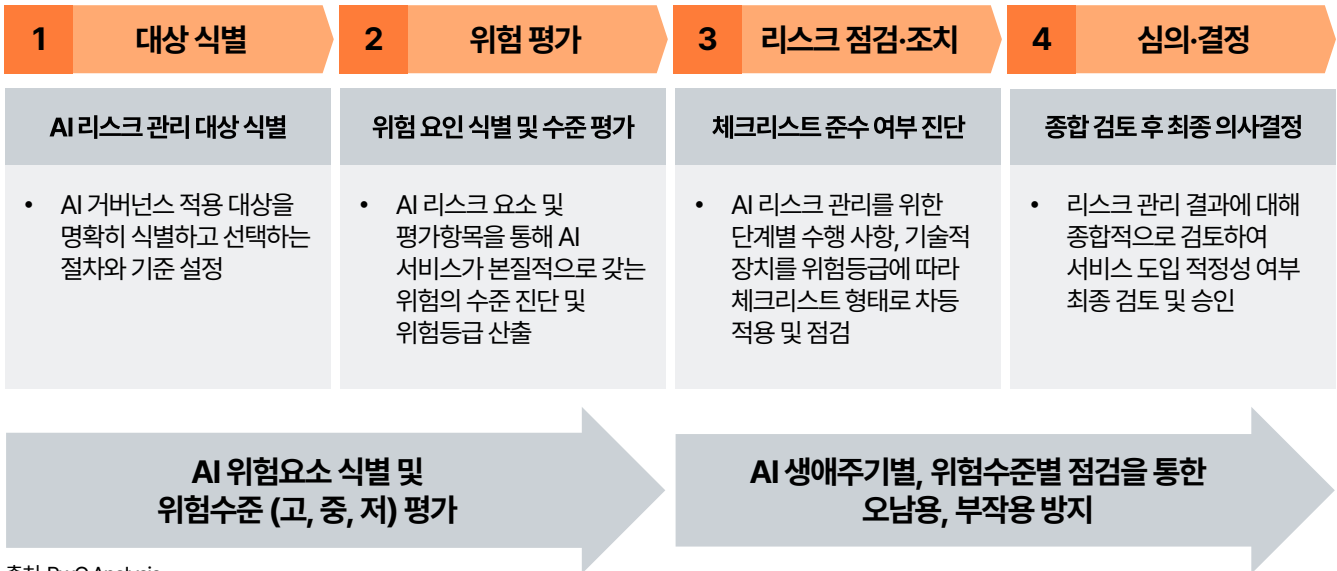 1 대상 식별
2 위험 평가
3 리스크 점검·조치
4 심의·결정
AI 리스크 관리 대상 식별
위험 요인 식별 및 수준 평가
체크리스트 준수 여부 진단
종합 검토 후 최종 의사결정
• AI 거버넌스 적용 대상을
명확히 식별하고 선택하는
절차와 기준 설정
• AI 리스크 요소 및
평가항목을 통해 AI
서비스가 본질적으로 갖는
위험의 수준 진단 및
위험등급 산출
• AI 리스크 관리를 위한
단계별 수행 사항, 기술적
장치를 위험등급에 따라
체크리스트 형태로 차등
적용 및 점검
• 리스크 관리 결과에 대해
종합적으로 검토하여
서비스 도입 적정성 여부
최종 검토 및 승인
AI 위험요소 식별 및
위험수준 (고, 중, 저) 평가
AI 생애주기별, 위험수준별 점검을 통한
오남용, 부작용 방지